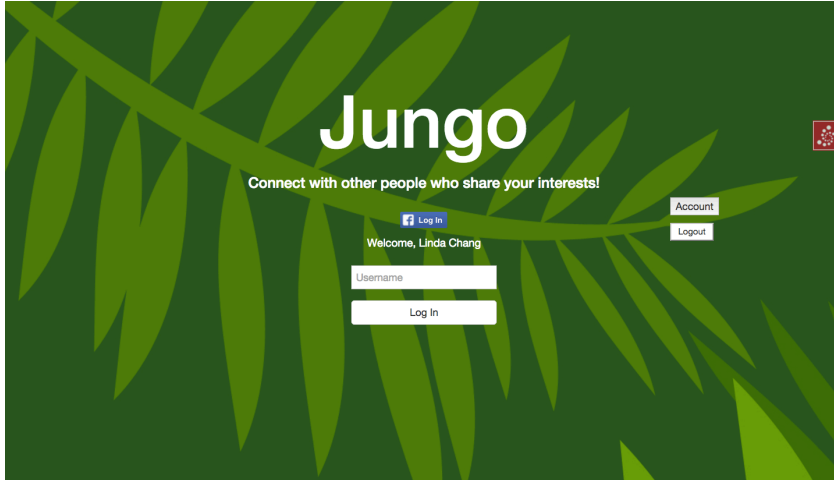 Jungo
Connect with other people who share your interests!
Account
f Log In
Logout
Welcome, Linda Chang
Username
Log In